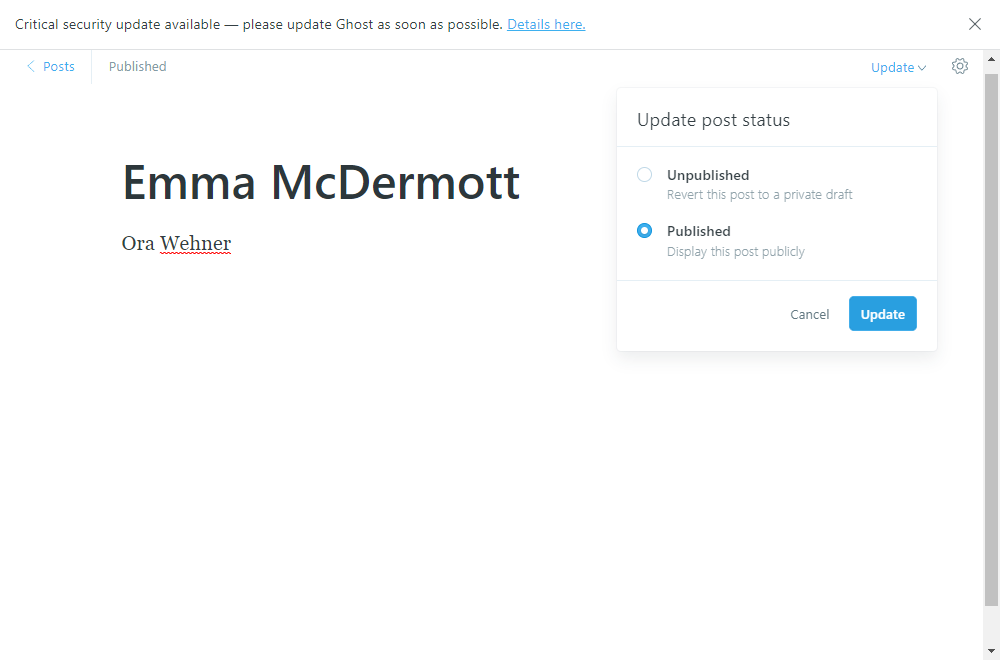 Critical security update available — please update Ghost as soon as possible. Details here.
Posts
Published
Update
Update post status
Unpublished
Revert this post to a private draft
Published
Display this post publicly
Cancel
Update
Emma McDermott
Ora Wehner